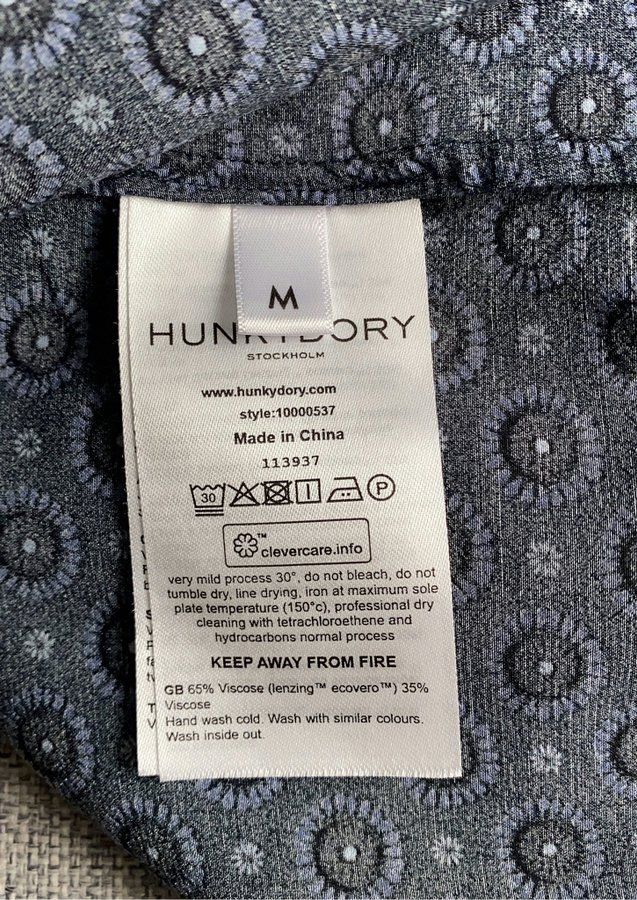 M
HUNKYDORY
STOCKHOLM
www.hunkydory.com
style:10000537
Made in China
113937
30 P
clevercare.info™
very mild process 30°, do not bleach, do not
tumble dry, line drying, iron at maximum sole
plate temperature (150°c), professional dry
cleaning with tetrachloroethene and
hydrocarbons normal process
KEEP AWAY FROM FIRE
GB 65% Viscose (lenzing™ ecovero™) 35%
Viscose
Hand wash cold. Wash with similar colours.
Wash inside out.